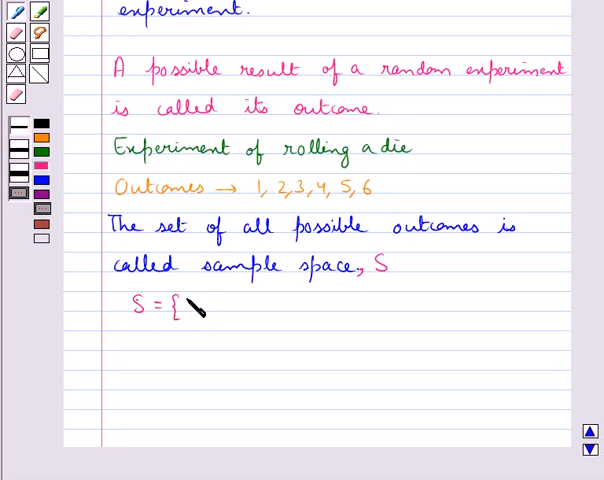 experiment.
A possible result of a random experiment
is called its outcome.
Experiment of rolling a die
Outcomes → 1, 2, 3, 4, 5, 6
The set of all possible outcomes is
called sample space, S
S = {